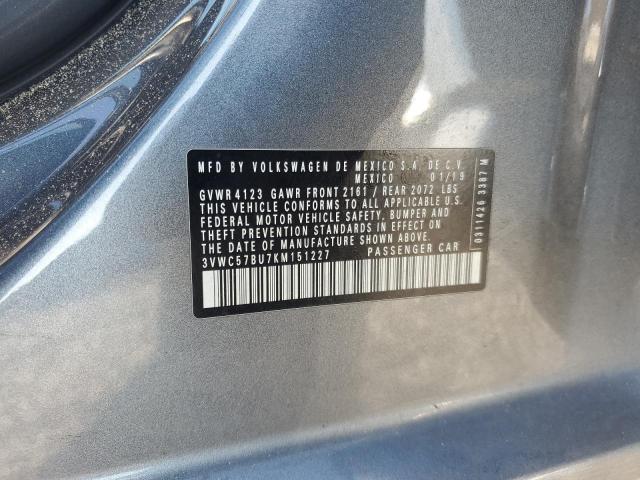 MFD BY VOLKSWAGEN DE MEXICO S.A. DE C.V.
MEXICO 01/19
GVWR 4123 GAWR FRONT 2161 / REAR 2072 LBS
THIS VEHICLE CONFORMS TO ALL APPLICABLE U.S.
FEDERAL MOTOR VEHICLE SAFETY, BUMPER AND
THEFT PREVENTION STANDARDS IN EFFECT ON THE
DATE OF MANUFACTURE SHOWN ABOVE.
3VWC57BU7KM151227 PASSENGER CAR
0311426 3387 M